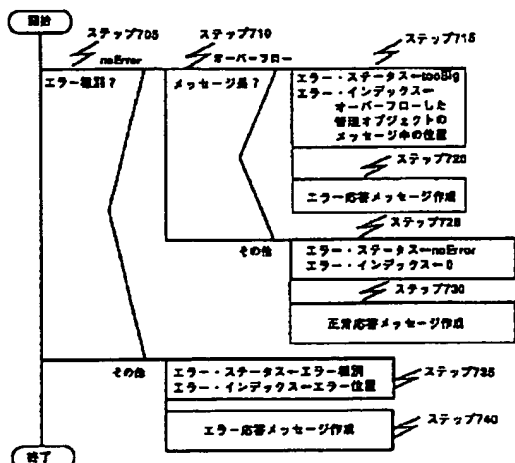 開始
ステップ705
ステップ710
ステップ715
noError
オーバーフロー
エラー種別?
メッセージ長?
エラー・ステータス←tooBig
エラー・インデックス←
オーバーフローした
管理オブジェクトの
メッセージ中の位置
ステップ720
エラー応答メッセージ作成
ステップ725
その他
エラー・ステータス←noError
エラー・インデックス←0
ステップ730
正常応答メッセージ作成
その他
エラー・ステータス←エラー種別
エラー・インデックス←エラー位置
ステップ735
エラー応答メッセージ作成
ステップ740
終了